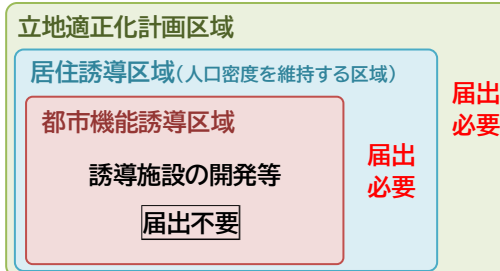 立地適正化計画区域
居住誘導区域(人口密度を維持する区域)
都市機能誘導区域
誘導施設の開発等
届出不要
届出
必要
届出
必要